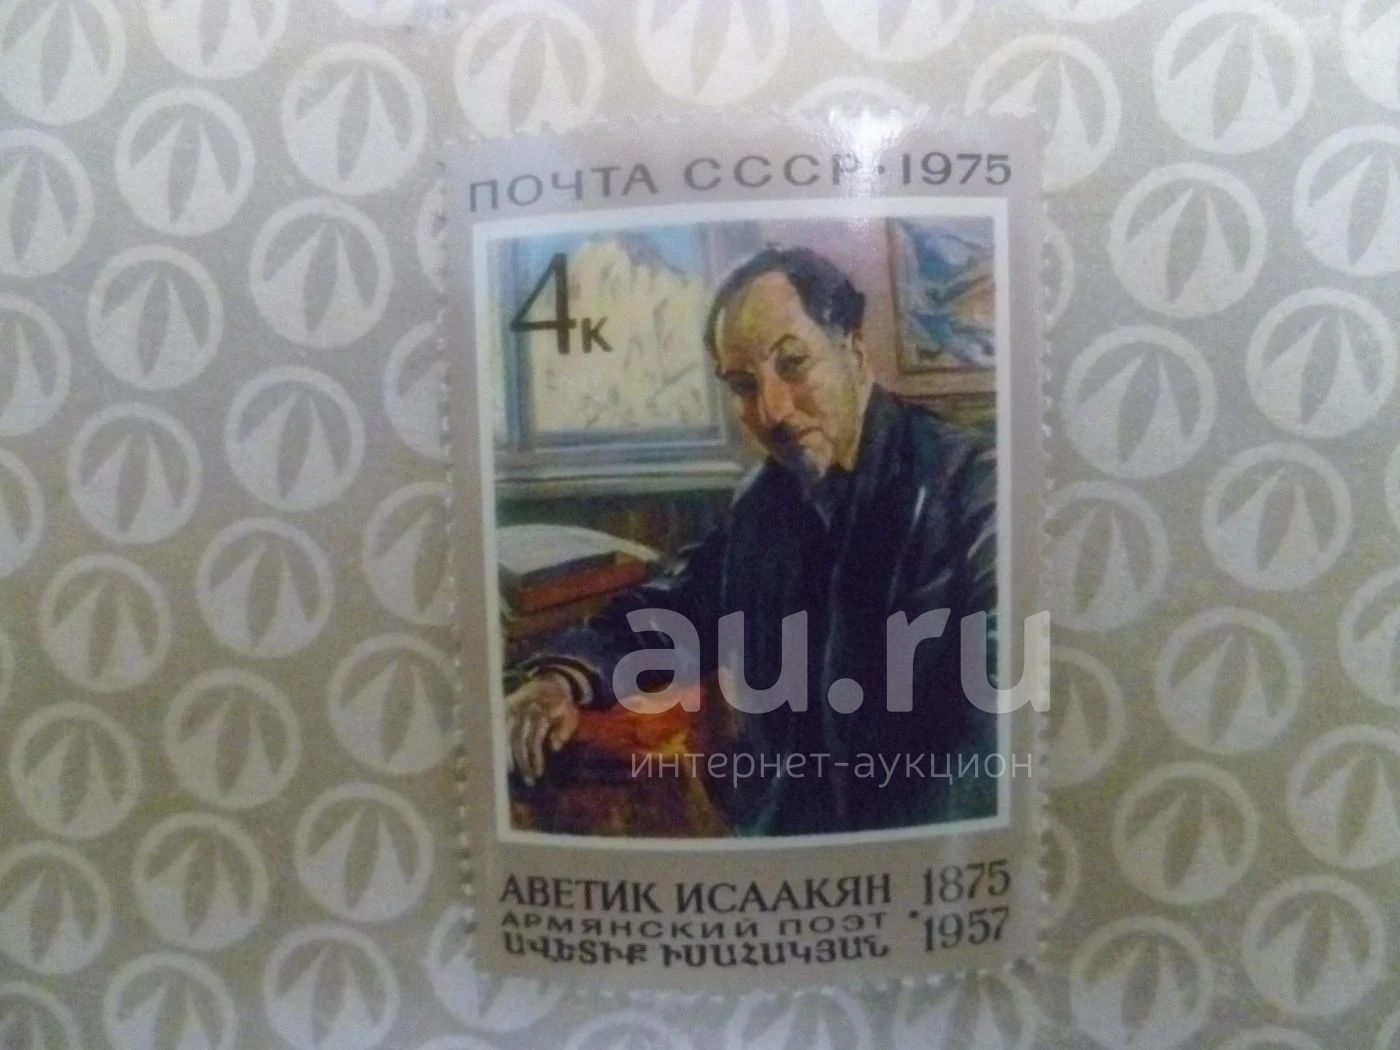 ПОЧТА СССР·1975
4к
au.ru
интернет-аукцион
АВЕТИК ИСААКЯН 1875
АРМЯНСКИЙ ПОЭТ ·1957
ԱՎԵՏԻՔ ԻՍԱՀԱԿՅԱՆ